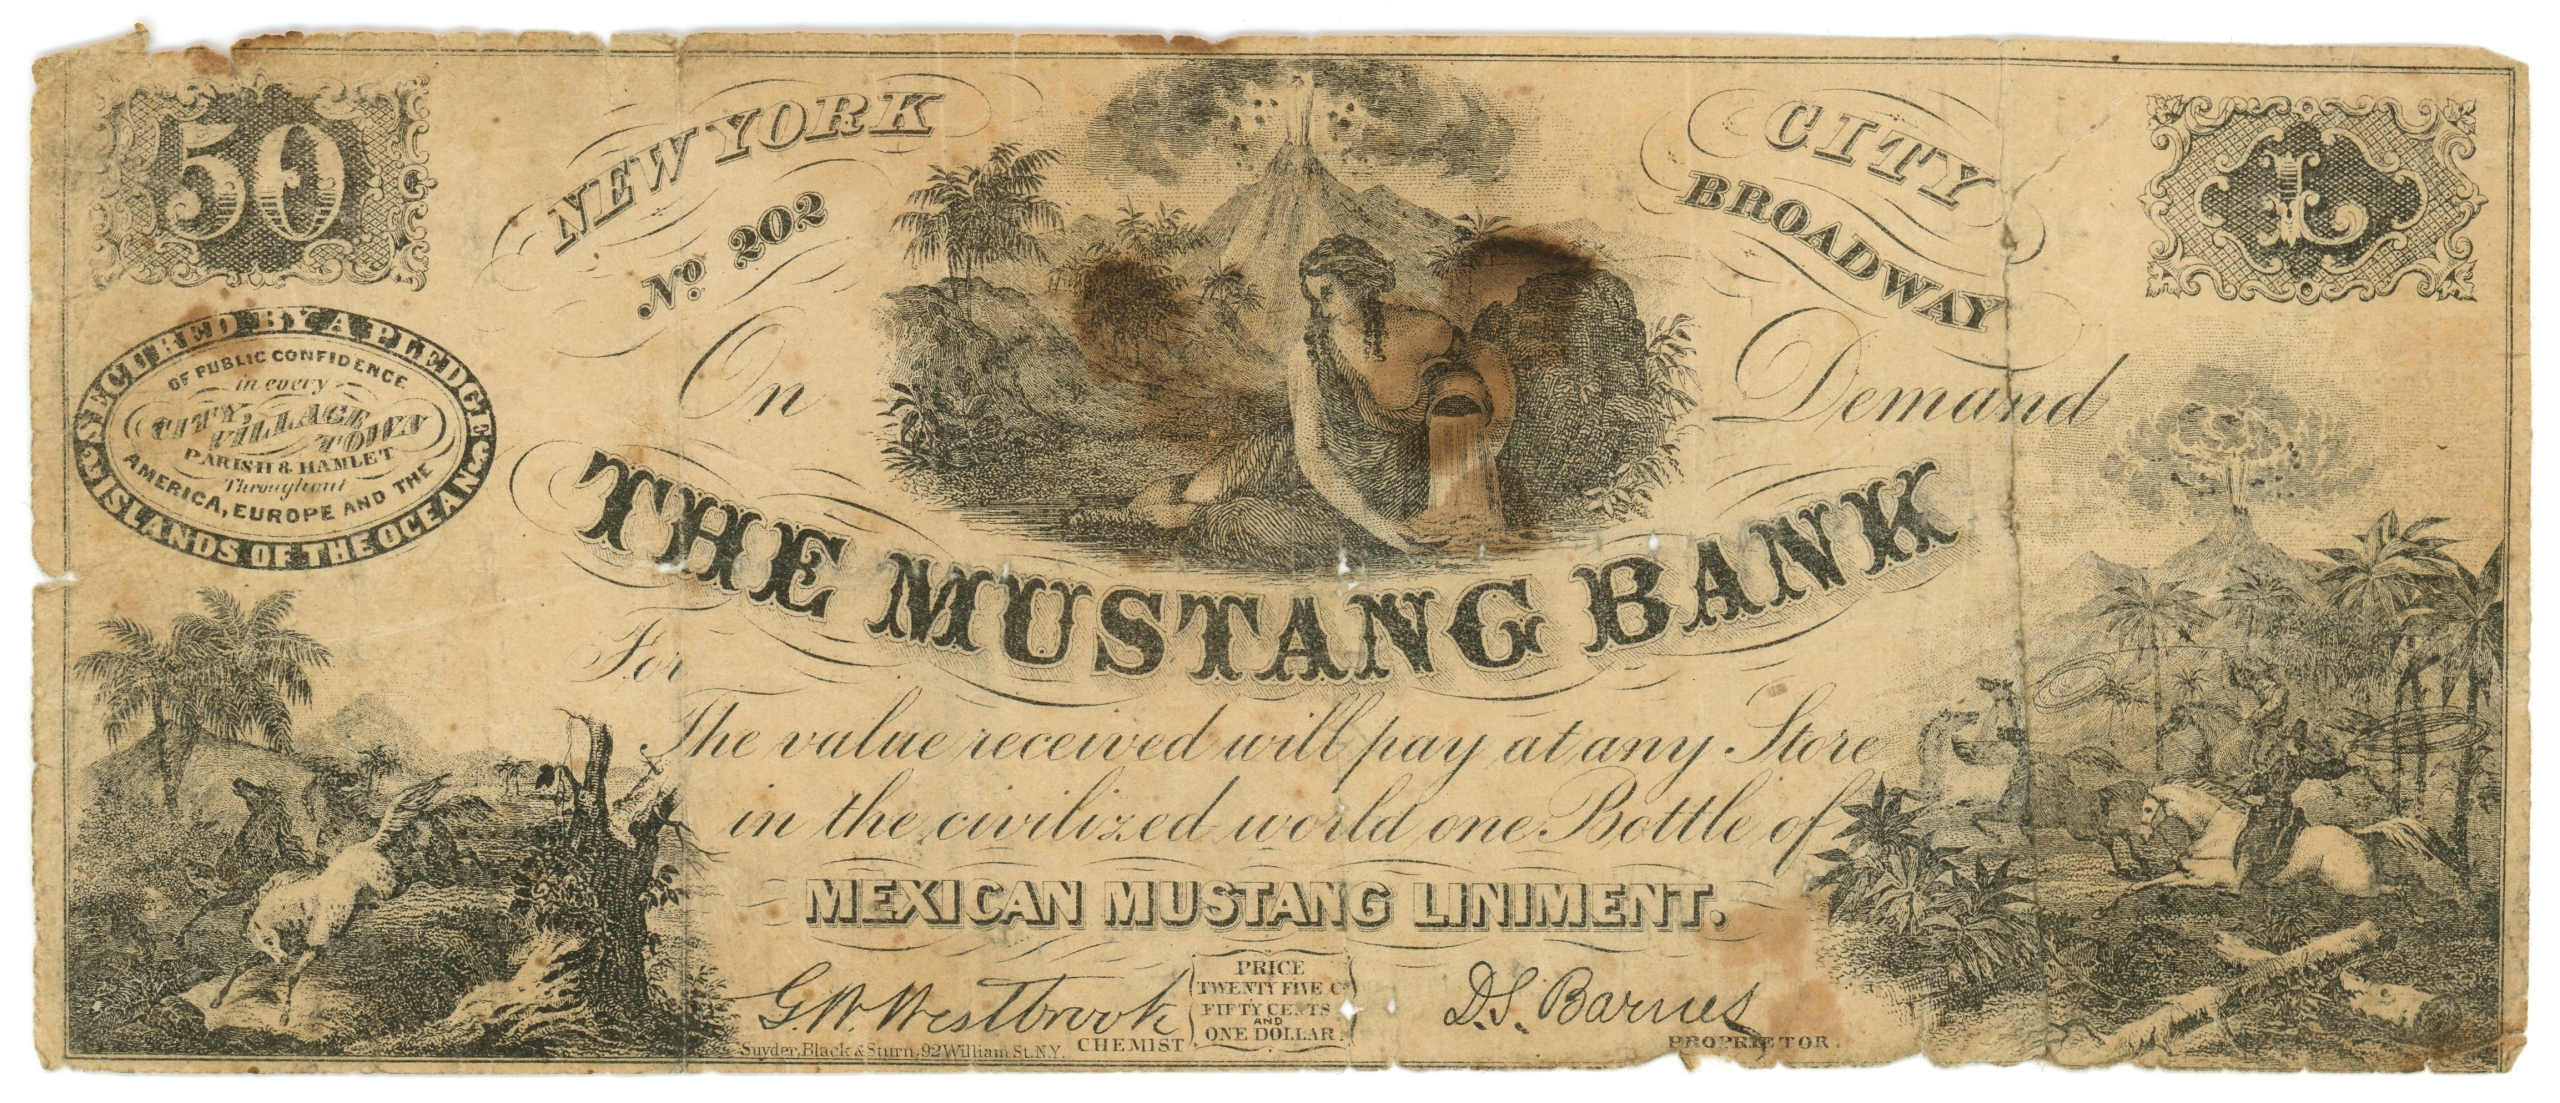 50
NEW YORK
CITY
L
No. 202
BROADWAY
On
Demand
SECURED BY A PLEDGE
OF PUBLIC CONFIDENCE
in every
CITY, VILLAGE TOWN
PARISH & HAMLET
Throughout
AMERICA, EUROPE AND THE
ISLANDS OF THE OCEAN
THE MUSTANG BANK
For
The value received will pay at any Store
in the civilized world one Bottle of
MEXICAN MUSTANG LINIMENT.
G. W. Westbrook
CHEMIST
PRICE
TWENTY FIVE Cs
FIFTY CENTS
AND
ONE DOLLAR.
D. S. Barnes
PROPRIETOR.
Snyder, Black & Sturn, 92 William St. N.Y.